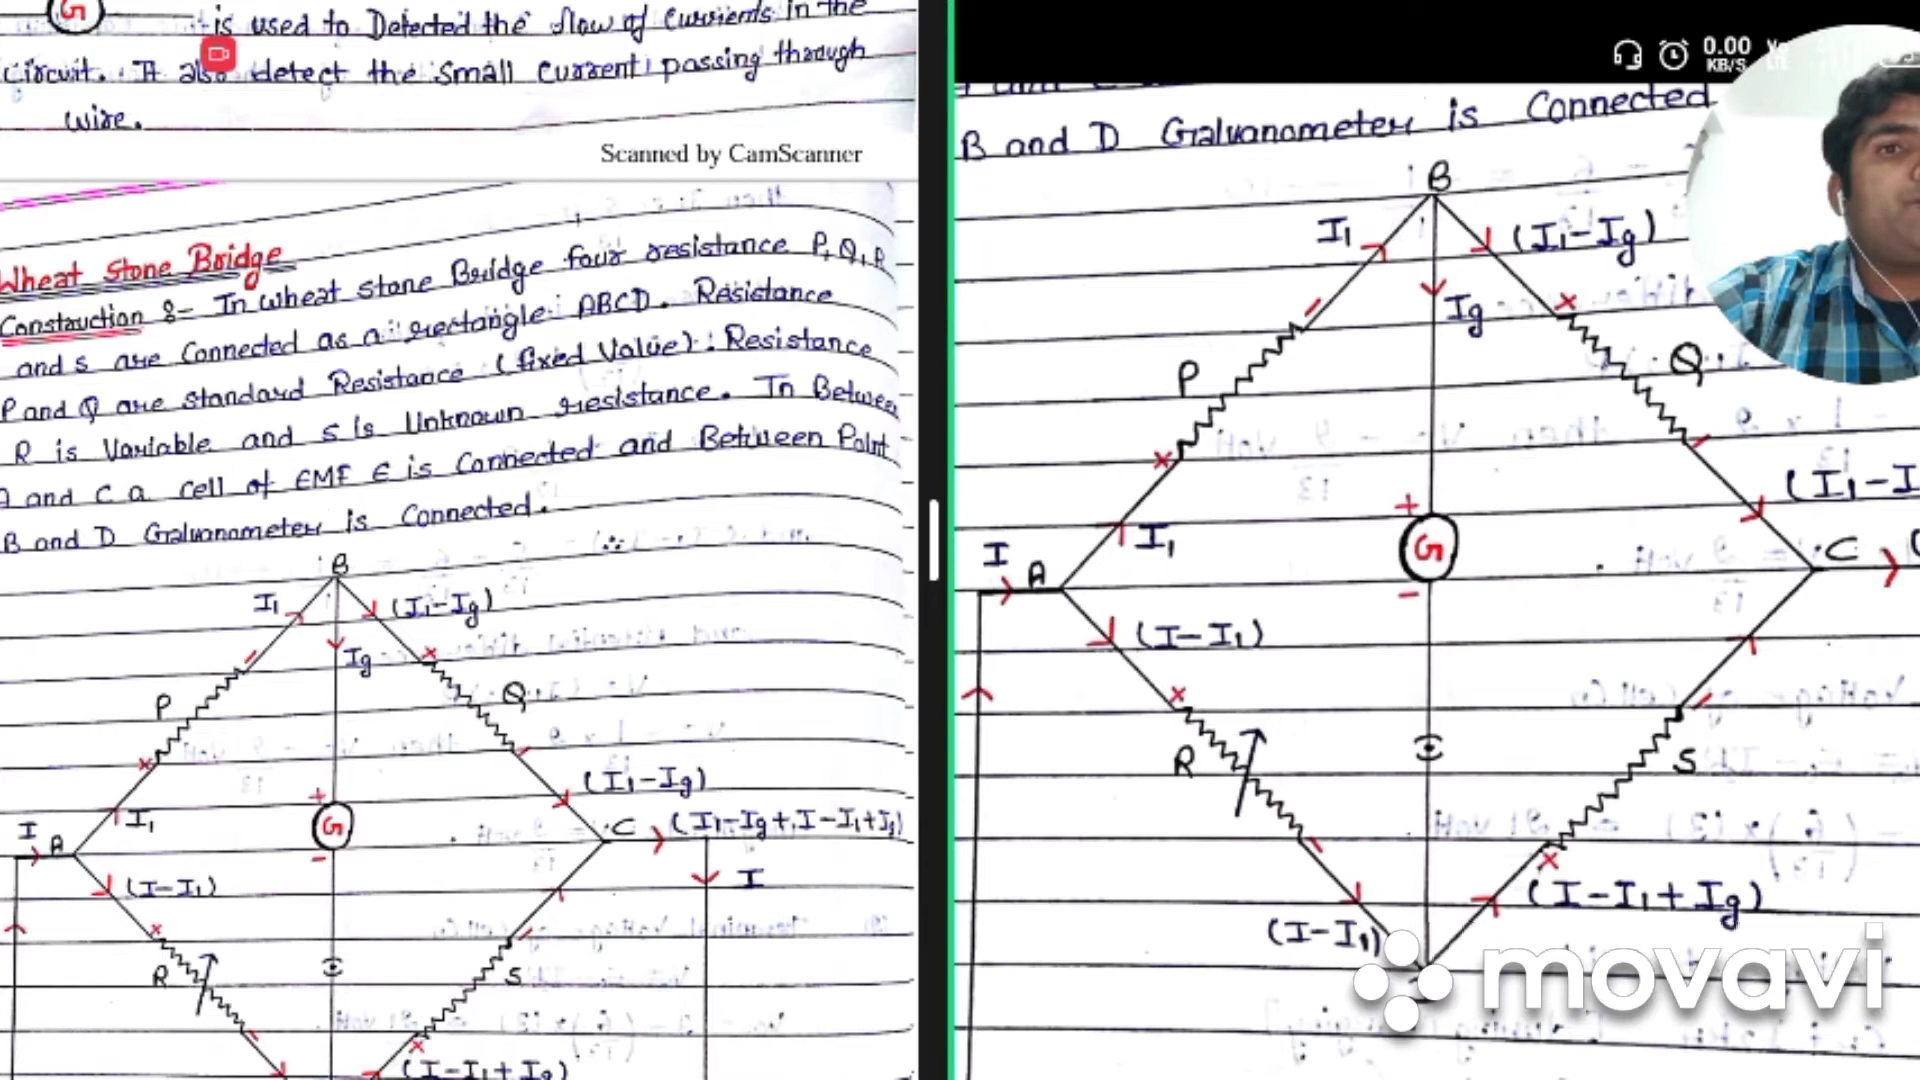 G is used to Detected the flow of Currents in the
circuit. It also detect the small current passing through
wire.
Scanned by CamScanner
Wheat Stone Bridge
Construction :- In wheat stone Bridge four resistance P, Q, R
and S are Connected as a rectangle ABCD. Resistance
P and Q are standard Resistance (fixed Value). Resistance
R is Variable and S is Unknown resistance. In Between
A and C a cell of EMF E is Connected and Between Point
B and D Galvanometer is Connected.
B
I1 (I1-Ig)
Ig
P Q
(I1-Ig)
+
I A I1 G C (I1-Ig+I-I1+Ig)
-
(I-I1) I
R S
(I-I1+Ig)
0.00 KB/S Vo LTE
B and D Galvanometer is Connected
B
I1 (I1-Ig)
Ig
P Q
(I1-I
+
I A I1 G C (
-
(I-I1)
R S
(I-I1+Ig)
(I-I1)
movavi